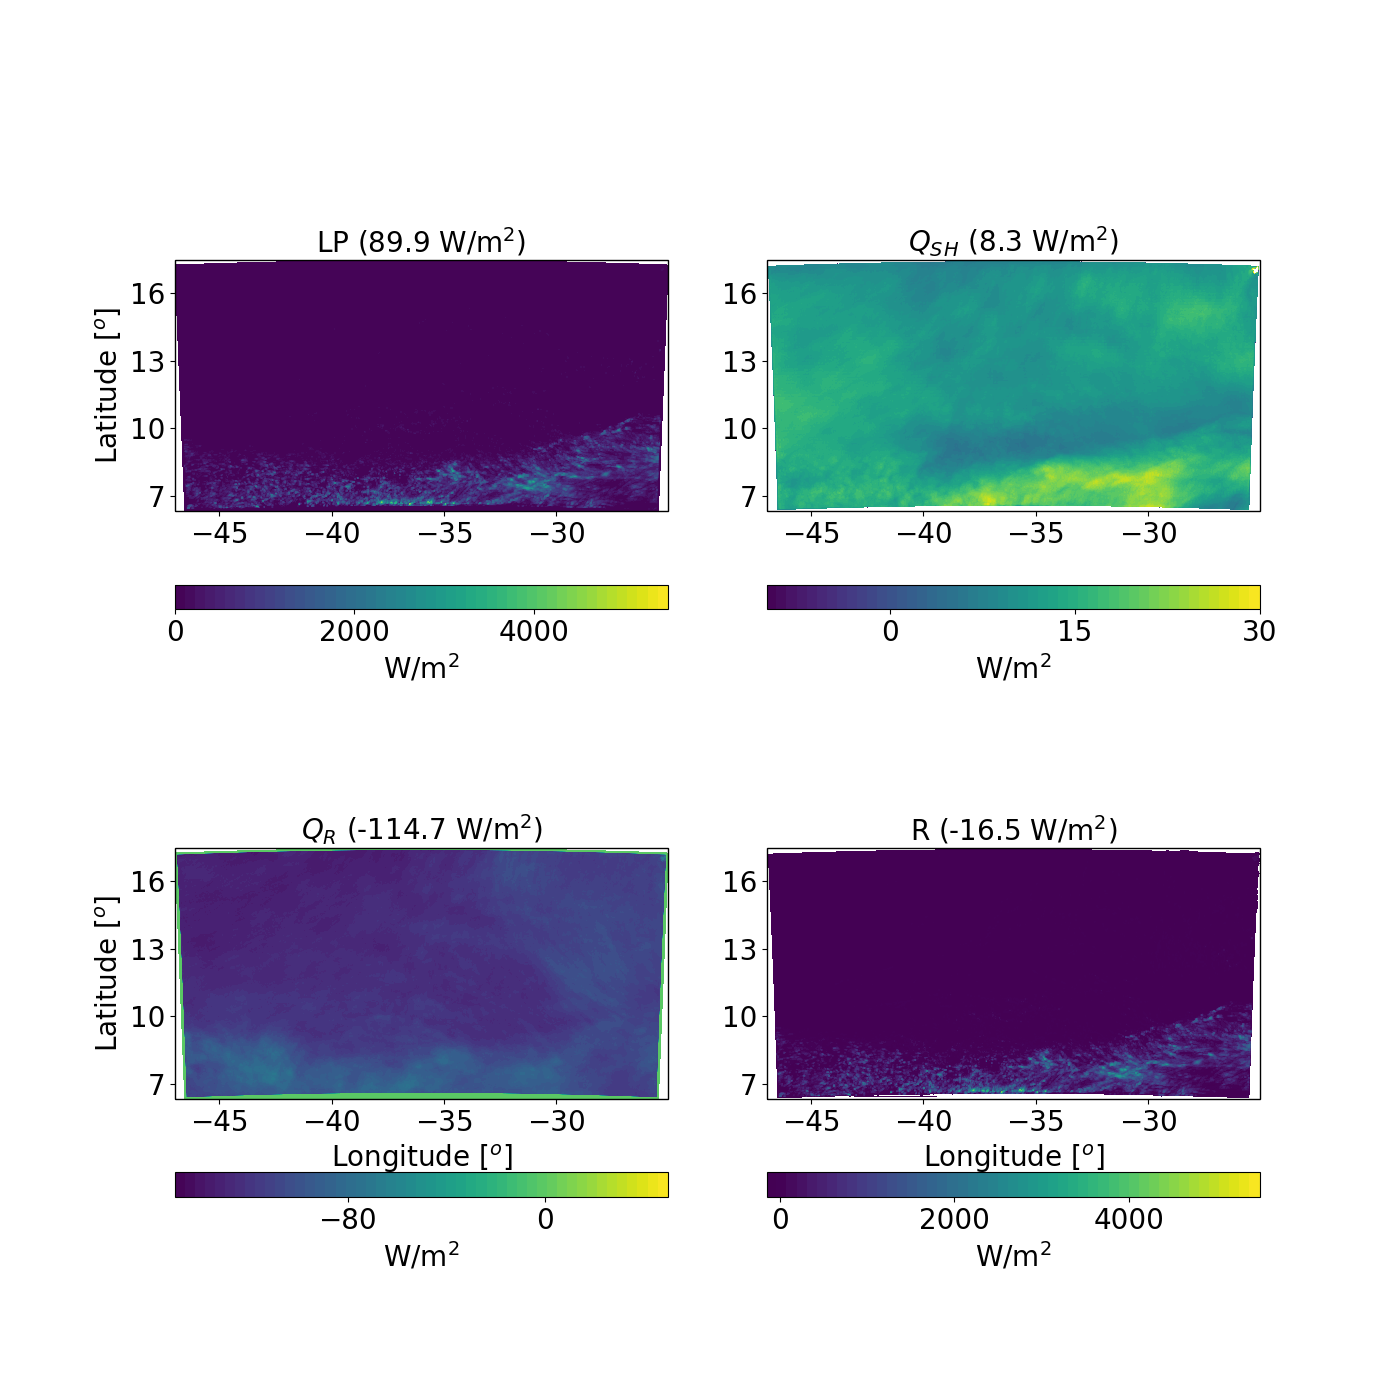 LP (89.9 W/m²)
Q_SH (8.3 W/m²)
Latitude [°]
16
13
10
7
−45 −40 −35 −30
16
13
10
7
−45 −40 −35 −30
0 2000 4000
W/m²
0 15 30
W/m²
Q_R (-114.7 W/m²)
R (-16.5 W/m²)
Latitude [°]
16
13
10
7
−45 −40 −35 −30
Longitude [°]
16
13
10
7
−45 −40 −35 −30
Longitude [°]
−80 0
W/m²
0 2000 4000
W/m²